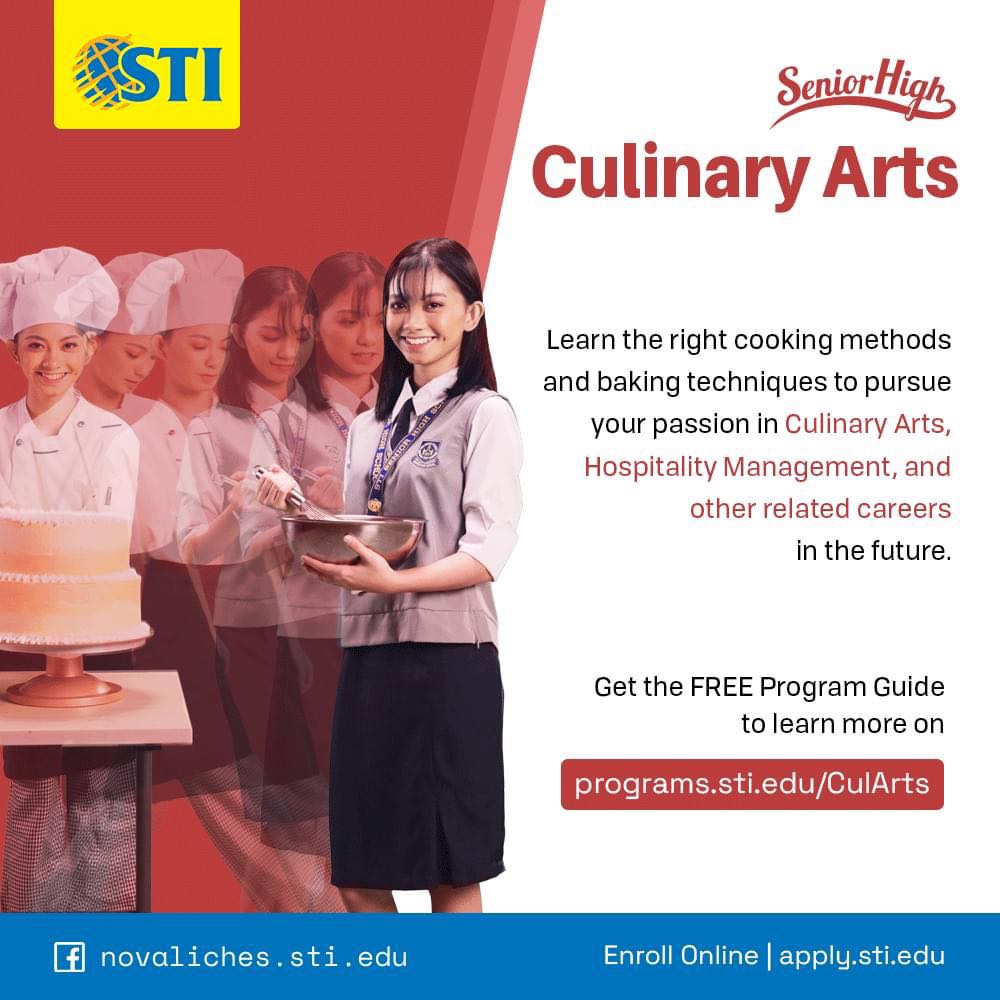 STI
Senior High
Culinary Arts
Learn the right cooking methods
and baking techniques to pursue
your passion in Culinary Arts,
Hospitality Management, and
other related careers
in the future.
Get the FREE Program Guide
to learn more on
programs.sti.edu/CulArts
novaliches.sti.edu
Enroll Online | apply.sti.edu